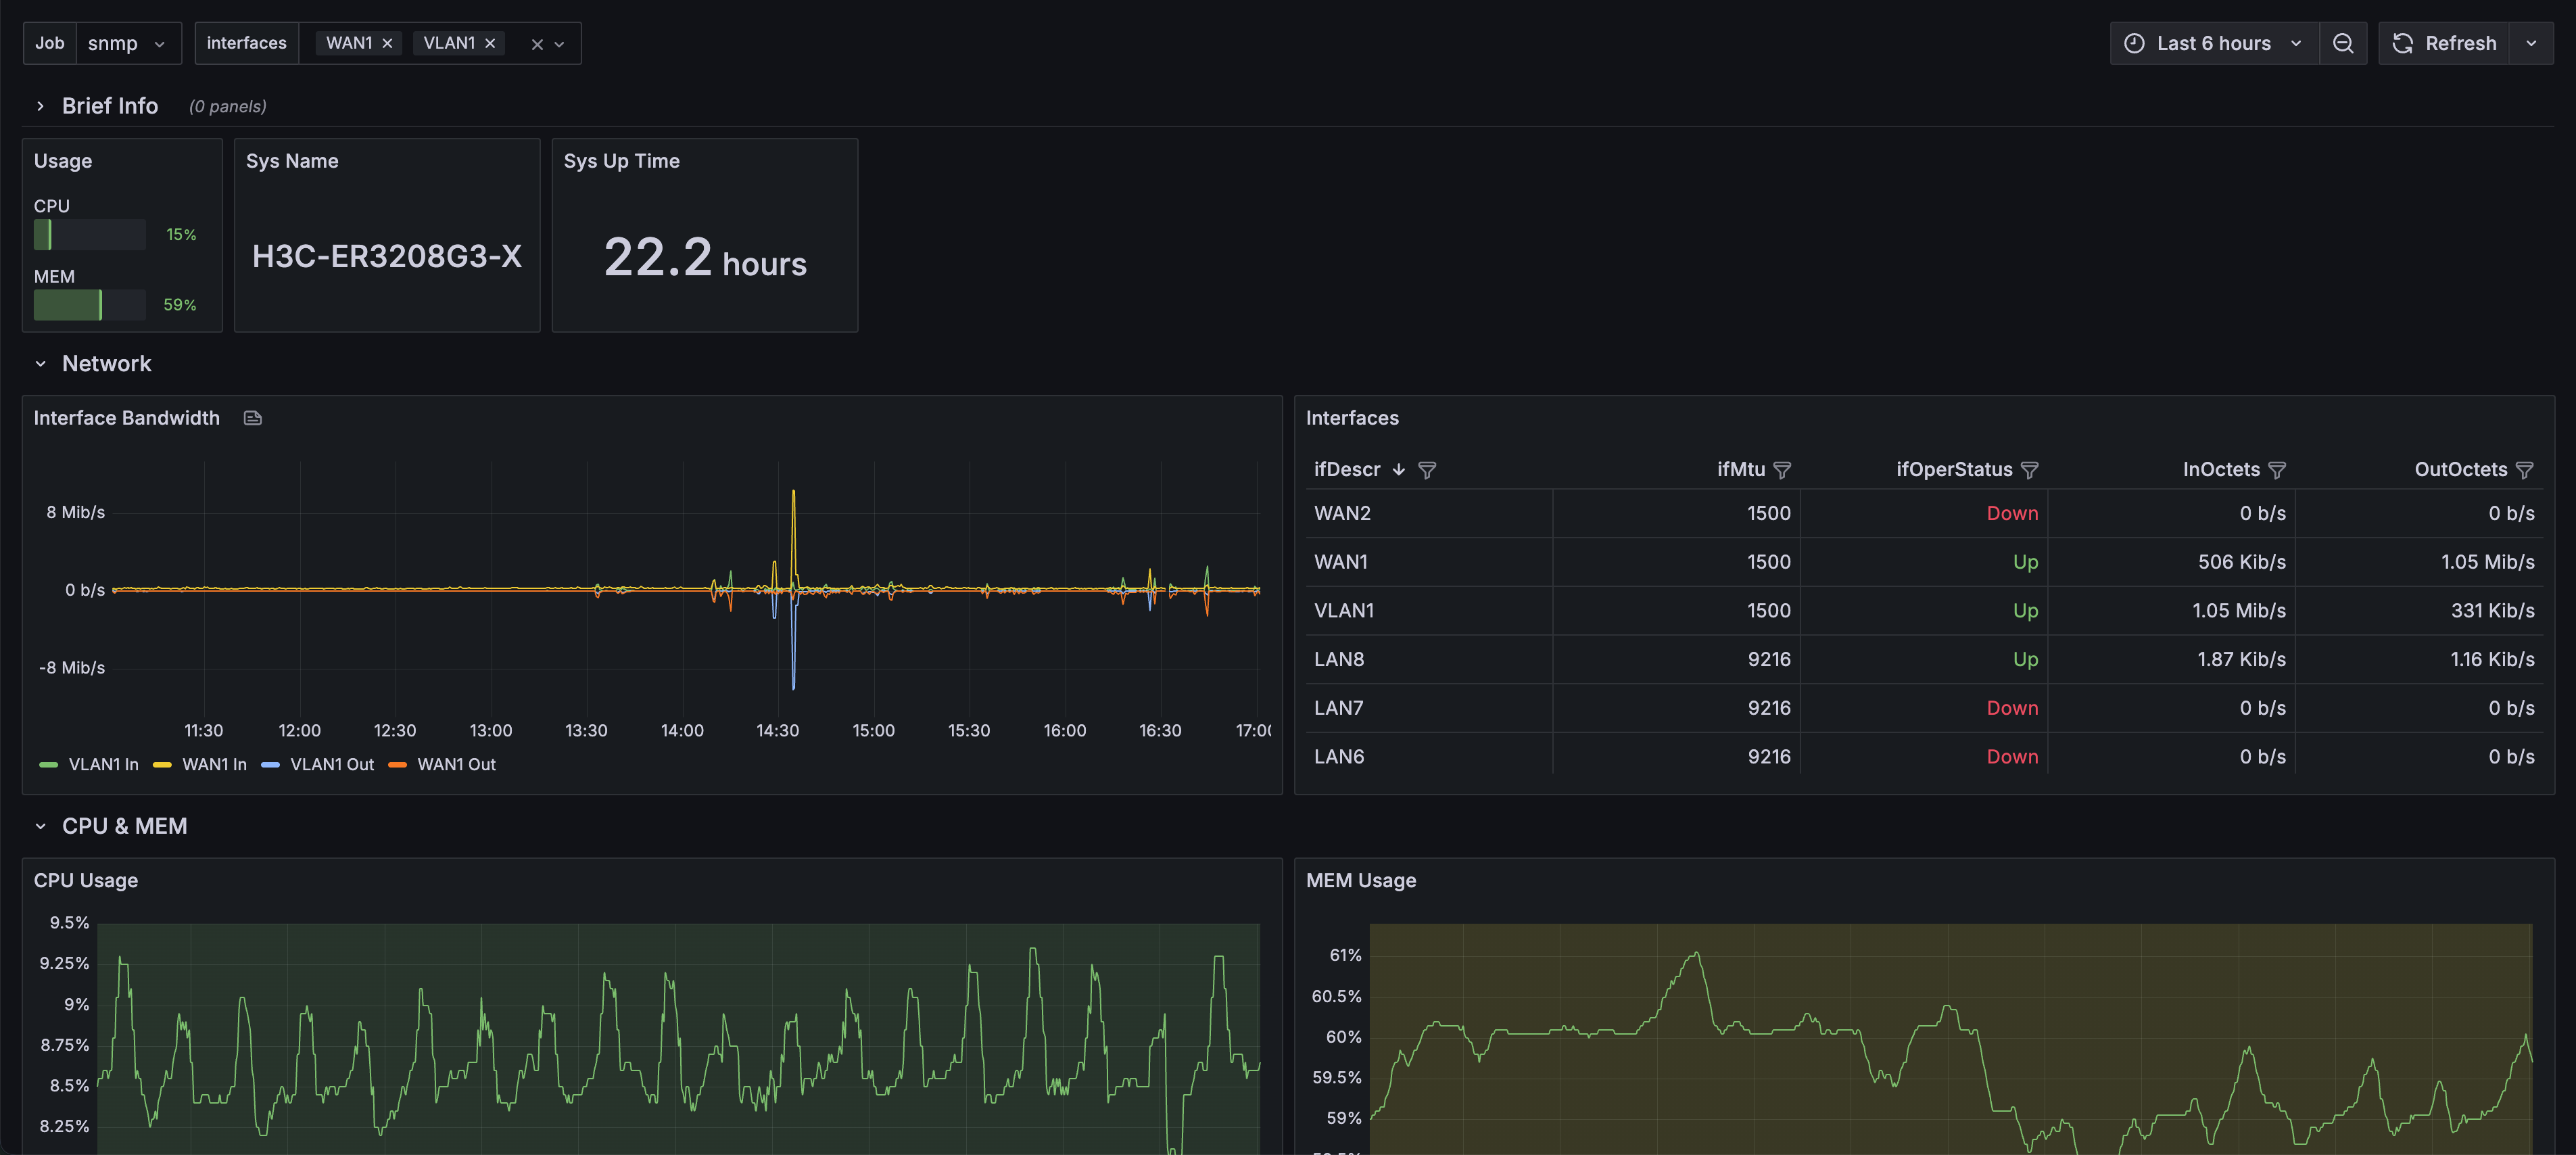 Job snmp interfaces WAN1 VLAN1 Last 6 hours Refresh
Brief Info (0 panels)
Usage
CPU
15%
MEM
59%
Sys Name
H3C-ER3208G3-X
Sys Up Time
22.2 hours
Network
Interface Bandwidth
8 Mib/s
0 b/s
-8 Mib/s
11:30 12:00 12:30 13:00 13:30 14:00 14:30 15:00 15:30 16:00 16:30 17:00
VLAN1 In WAN1 In VLAN1 Out WAN1 Out
Interfaces
ifDescr ifMtu ifOperStatus InOctets OutOctets
WAN2 1500 Down 0 b/s 0 b/s
WAN1 1500 Up 506 Kib/s 1.05 Mib/s
VLAN1 1500 Up 1.05 Mib/s 331 Kib/s
LAN8 9216 Up 1.87 Kib/s 1.16 Kib/s
LAN7 9216 Down 0 b/s 0 b/s
LAN6 9216 Down 0 b/s 0 b/s
CPU & MEM
CPU Usage
9.5%
9.25%
9%
8.75%
8.5%
8.25%
MEM Usage
61%
60.5%
60%
59.5%
59%